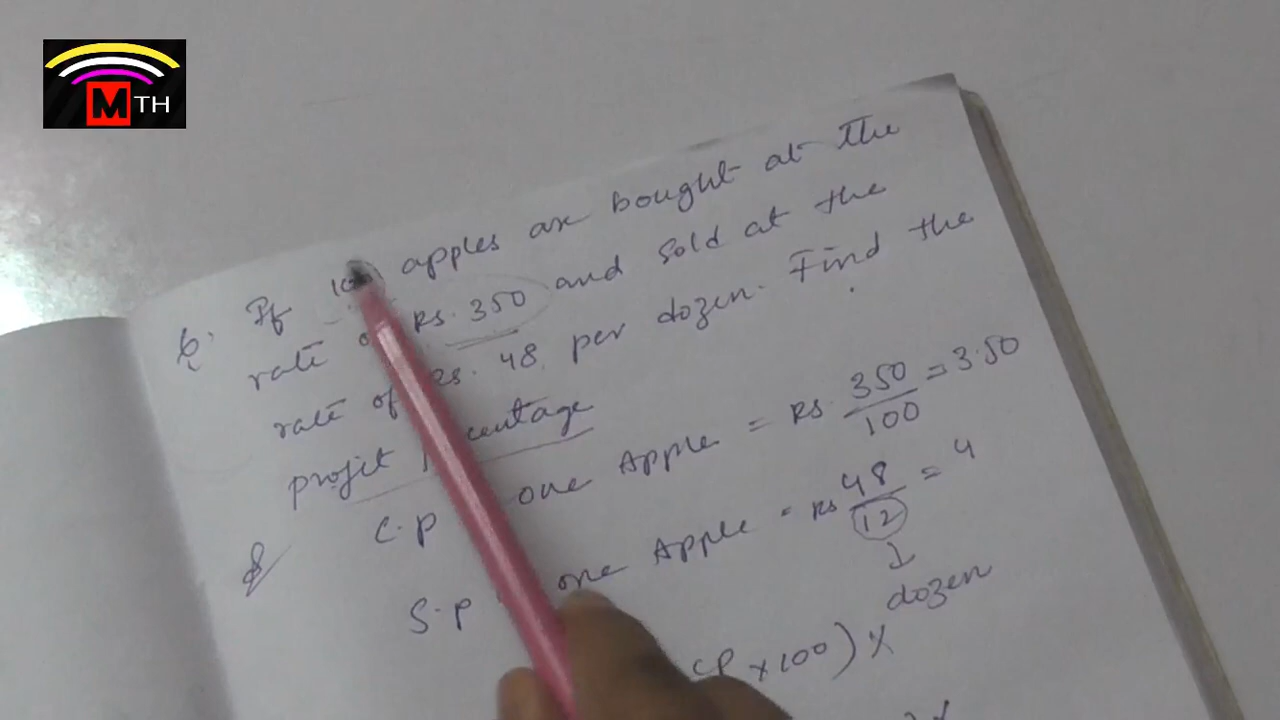 MTH
6. If 100 apples are bought at the
rate Rs. 350 and sold at the
rate of Rs. 48 per dozen. Find the
profit percentage
C.P one Apple = Rs. 350/100 = 3.50
S.P one Apple = Rs 48/12 = 4
dozen
CP x 100) X